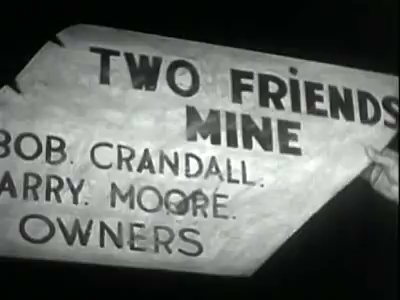 TWO FRIENDS
MINE
BOB. CRANDALL.
ARRY. MOORE.
OWNERS